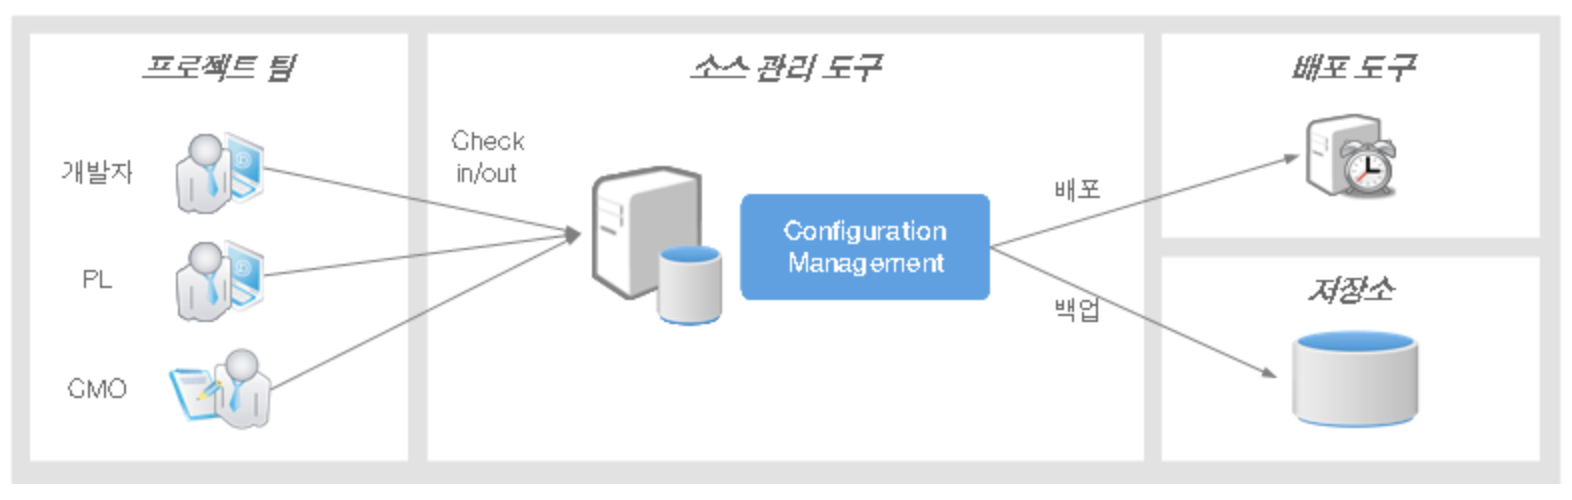 프로젝트 팀
소스 관리 도구
배포 도구
개발자
PL
CMO
Check
in/out
Configuration
Management
배포
백업
저장소